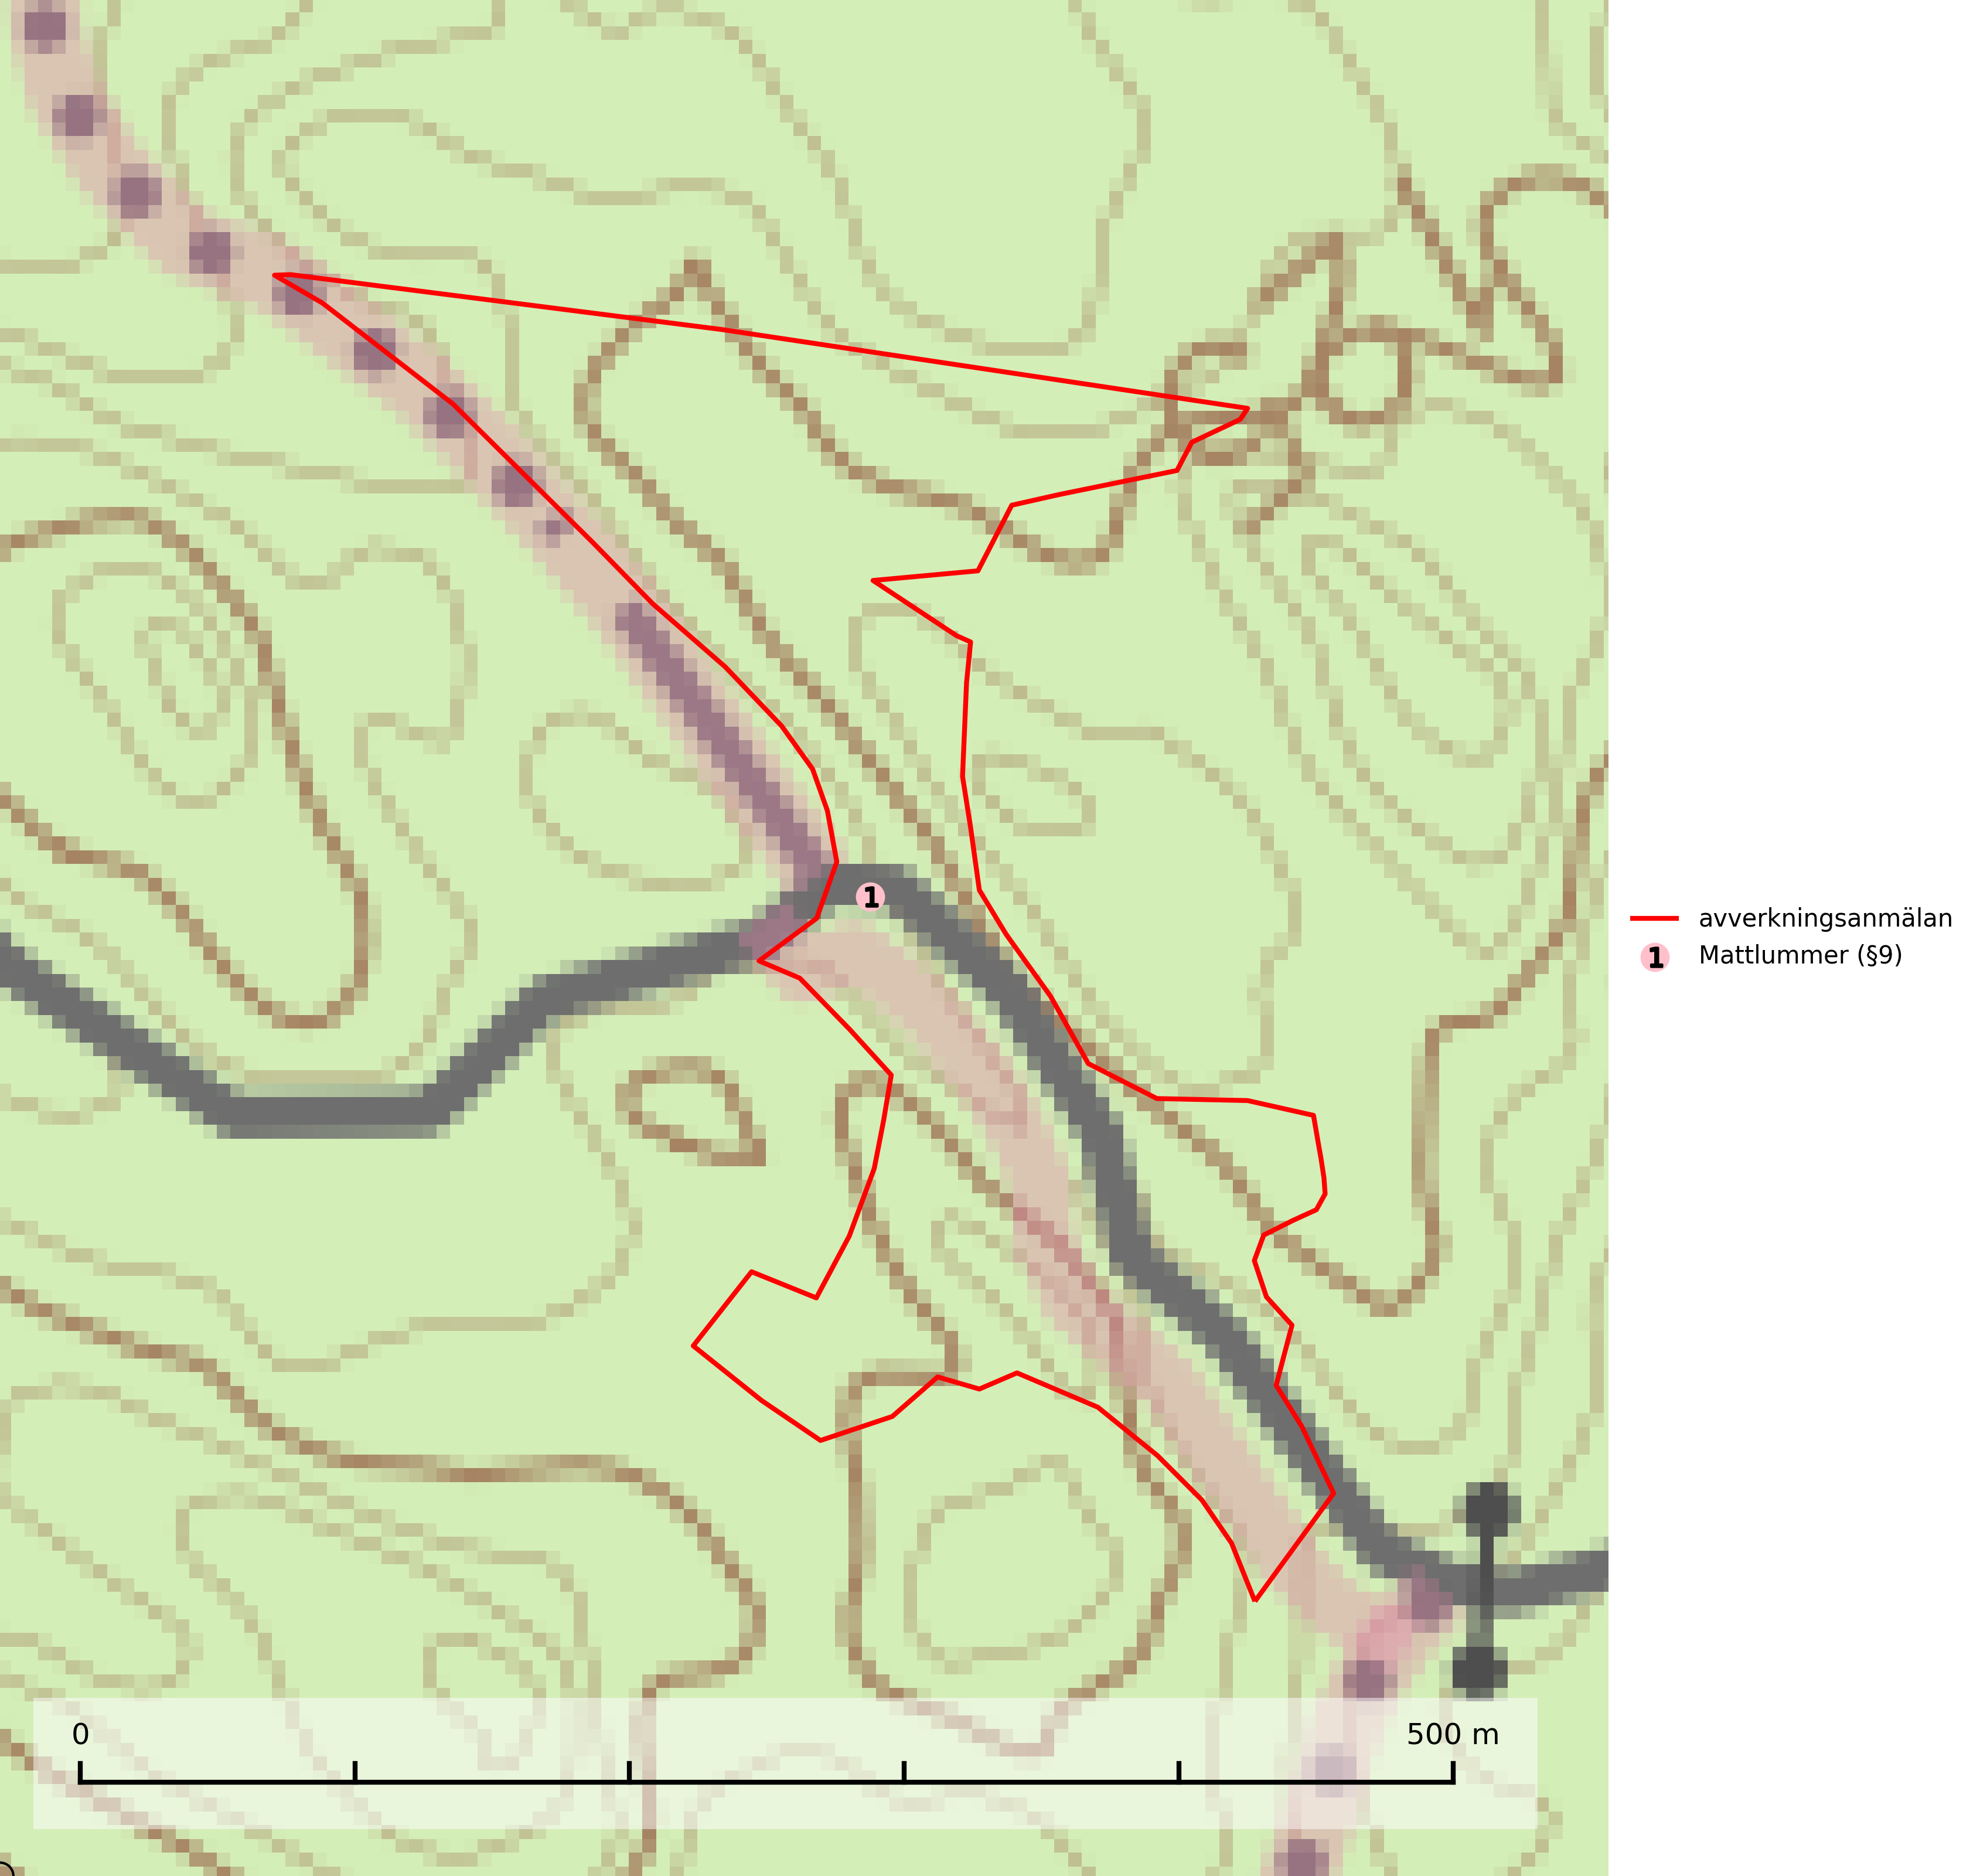 1
avverkningsanmälan
1 Mattlummer (§9)
0 500 m